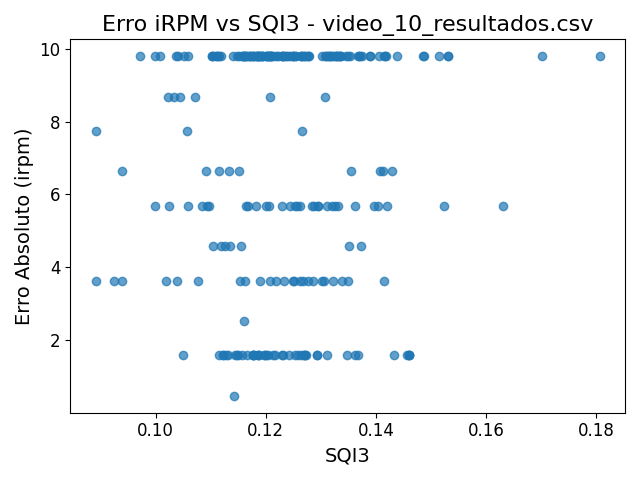 Erro iRPM vs SQI3 - video_10_resultados.csv
Erro Absoluto (irpm)
10
8
6
4
2
0.10 0.12 0.14 0.16 0.18
SQI3